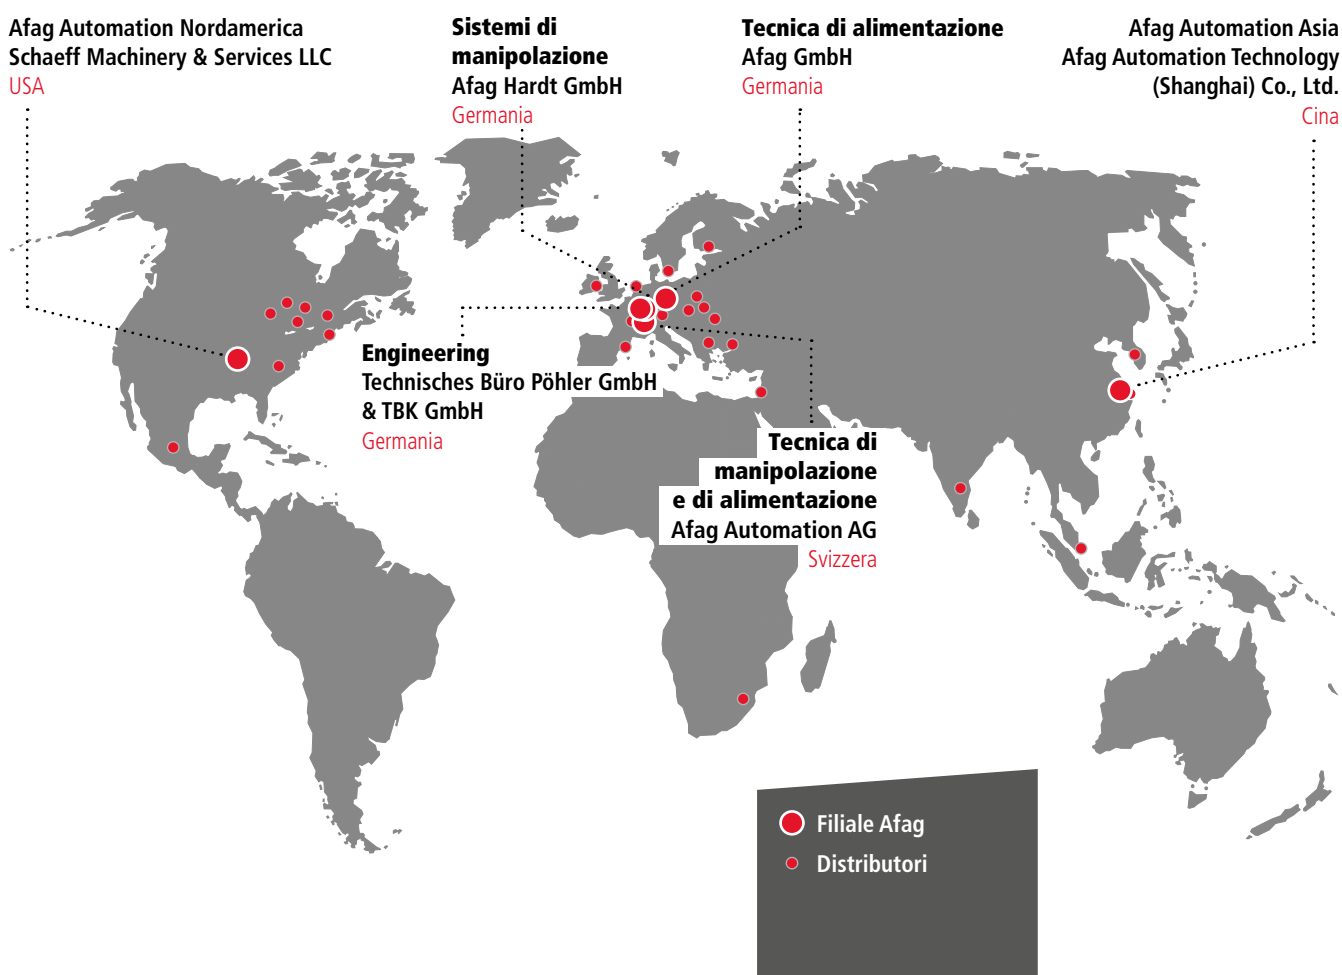 Afag Automation Nordamerica
Schaeff Machinery & Services LLC
USA
Sistemi di
manipolazione
Afag Hardt GmbH
Germania
Tecnica di alimentazione
Afag GmbH
Germania
Afag Automation Asia
Afag Automation Technology
(Shanghai) Co., Ltd.
Cina
Engineering
Technisches Büro Pöhler GmbH
& TBK GmbH
Germania
Tecnica di
manipolazione
e di alimentazione
Afag Automation AG
Svizzera
Filiale Afag
Distributori